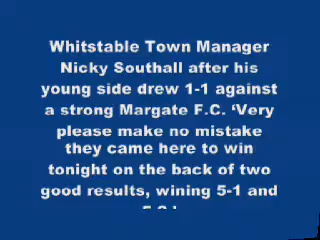 Whitstable Town Manager
Nicky Southall after his
young side drew 1-1 against
a strong Margate F.C. ‘Very
please make no mistake
they came here to win
tonight on the back of two
good results, wining 5-1 and